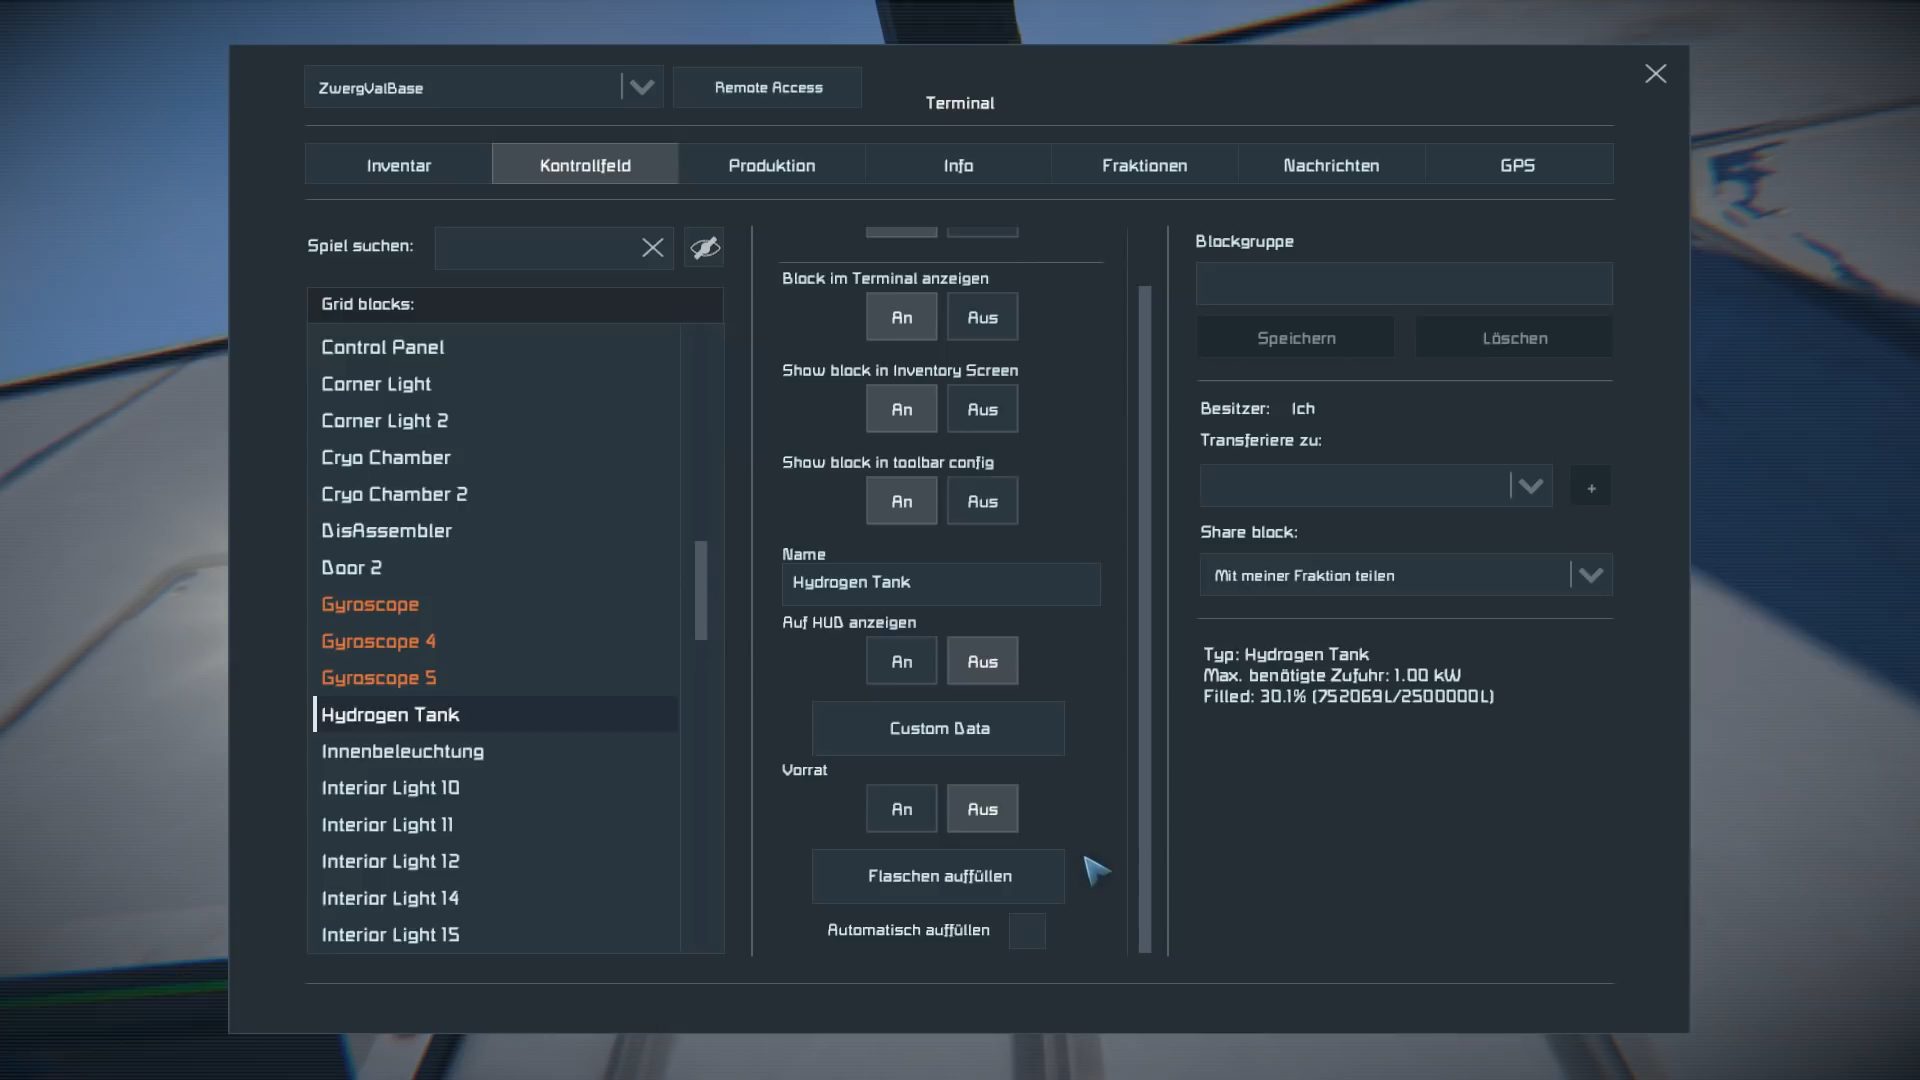 ZwergValBase
Remote Access
Terminal
Inventar
Kontrollfeld
Produktion
Info
Fraktionen
Nachrichten
GPS
Spiel suchen:
Grid blocks:
Control Panel
Corner Light
Corner Light 2
Cryo Chamber
Cryo Chamber 2
DisAssembler
Door 2
Gyroscope
Gyroscope 4
Gyroscope 5
Hydrogen Tank
Innenbeleuchtung
Interior Light 10
Interior Light 11
Interior Light 12
Interior Light 14
Interior Light 15
Block im Terminal anzeigen
An
Aus
Show block in Inventory Screen
An
Aus
Show block in toolbar config
An
Aus
Name
Hydrogen Tank
Auf HUD anzeigen
An
Aus
Custom Data
Vorrat
An
Aus
Flaschen auffüllen
Automatisch auffüllen
Blockgruppe
Speichern
Löschen
Besitzer: Ich
Transferiere zu:
+
Share block:
Mit meiner Fraktion teilen
Typ: Hydrogen Tank
Max. benötigte Zufuhr: 1.00 kW
Filled: 30.1% (752069L/2500000L)